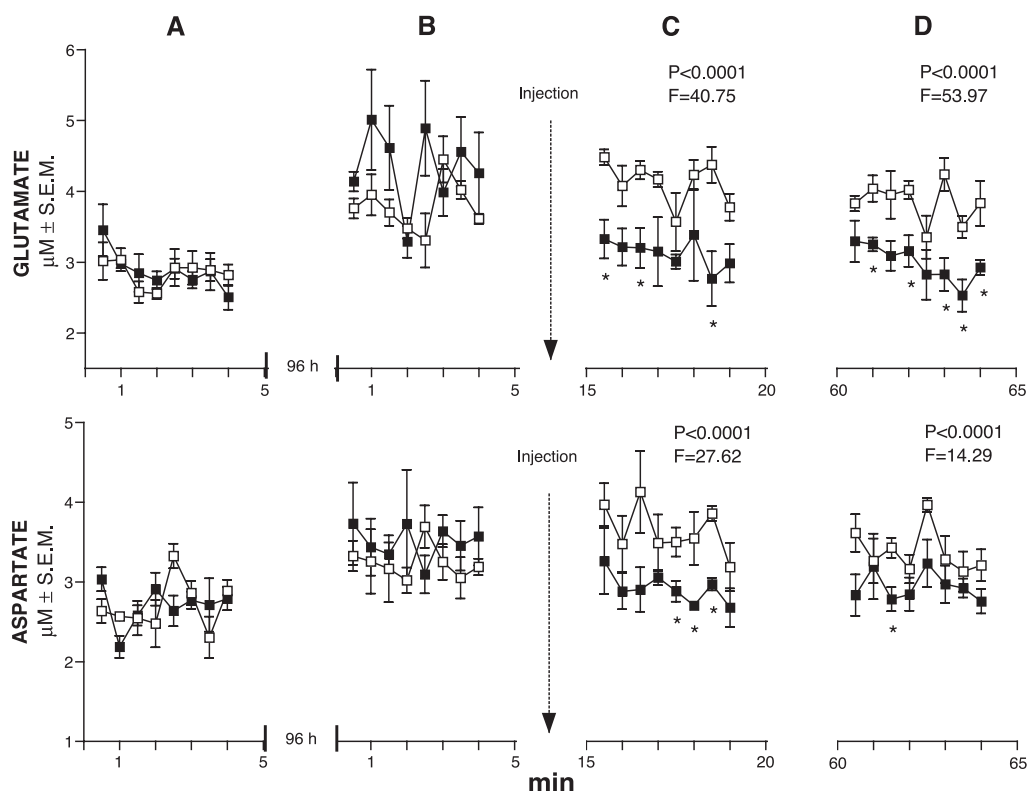 A B C D
GLUTAMATE
µM ± S.E.M.
6
5
4
3
2
Injection
P<0.0001
F=40.75
P<0.0001
F=53.97
* * *
* * * * *
1 5 96 h 1 5 15 20 60 65
ASPARTATE
µM ± S.E.M.
5
4
3
2
1
Injection
P<0.0001
F=27.62
P<0.0001
F=14.29
* * *
*
1 5 96 h 1 5 15 20 60 65
min